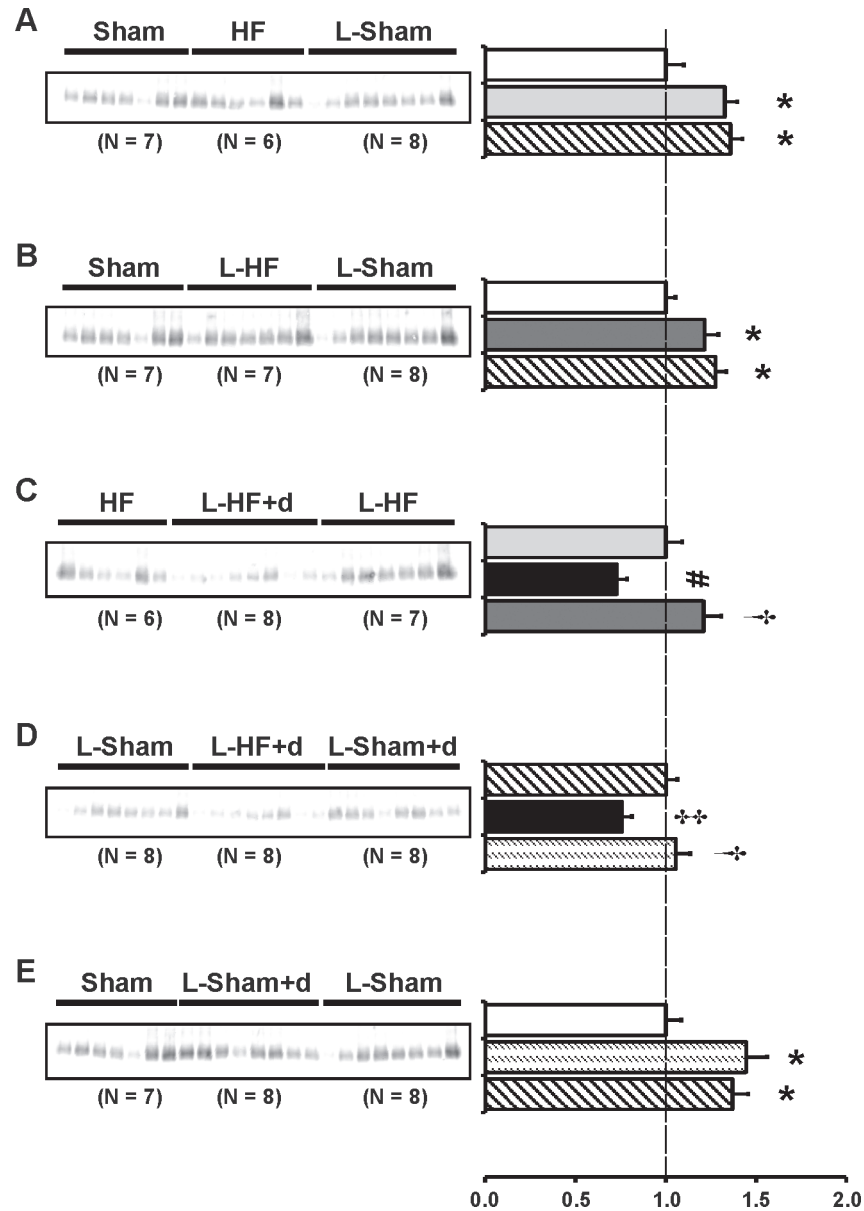 A
Sham HF L-Sham
(N = 7) (N = 6) (N = 8)
*
*
B
Sham L-HF L-Sham
(N = 7) (N = 7) (N = 8)
*
*
C
HF L-HF+d L-HF
(N = 6) (N = 8) (N = 7)
#
⸸
D
L-Sham L-HF+d L-Sham+d
(N = 8) (N = 8) (N = 8)
‡
⸸
E
Sham L-Sham+d L-Sham
(N = 7) (N = 8) (N = 8)
*
*
0.0 0.5 1.0 1.5 2.0